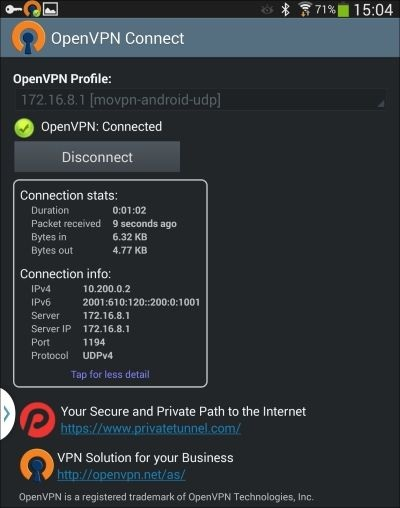 71% 15:04
OpenVPN Connect
OpenVPN Profile:
172.16.8.1 [movpn-android-udp]
OpenVPN: Connected
Disconnect
Connection stats:
Duration 0:01:02
Packet received 9 seconds ago
Bytes in 6.32 KB
Bytes out 4.77 KB
Connection info:
IPv4 10.200.0.2
IPv6 2001:610:120::200:0:1001
Server 172.16.8.1
Server IP 172.16.8.1
Port 1194
Protocol UDPv4
Tap for less detail
Your Secure and Private Path to the Internet
https://www.privatetunnel.com/
VPN Solution for your Business
http://openvpn.net/as/
OpenVPN is a registered trademark of OpenVPN Technologies, Inc.